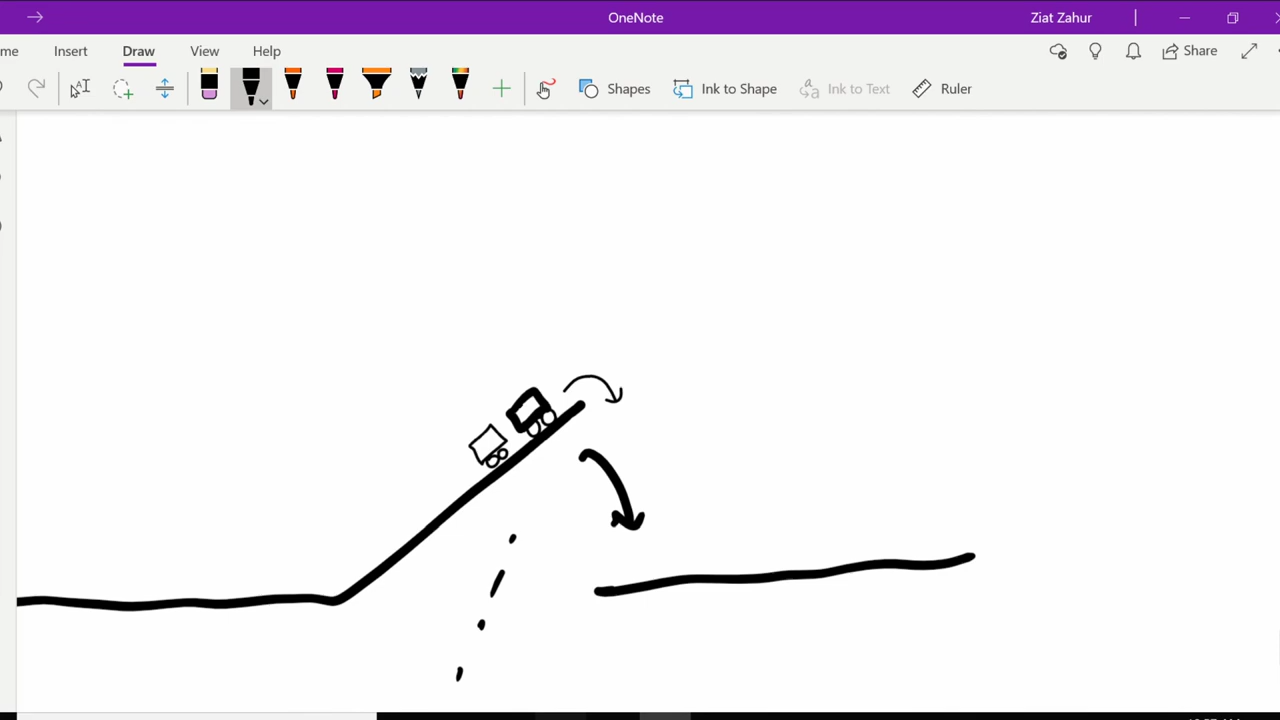 OneNote
Ziat Zahur
me Insert Draw View Help
Share
Shapes
Ink to Shape
Ink to Text
Ruler